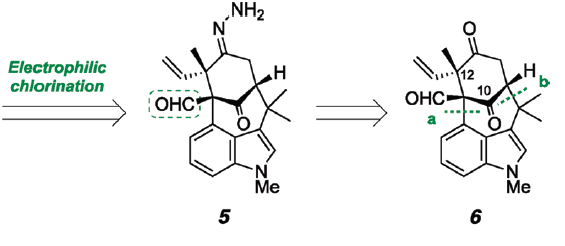 Electrophilic
chlorination
NH₂
N
N
H
OHC
O
N
Me
5
O
12
H
10
b
OHC
O
a
N
Me
6